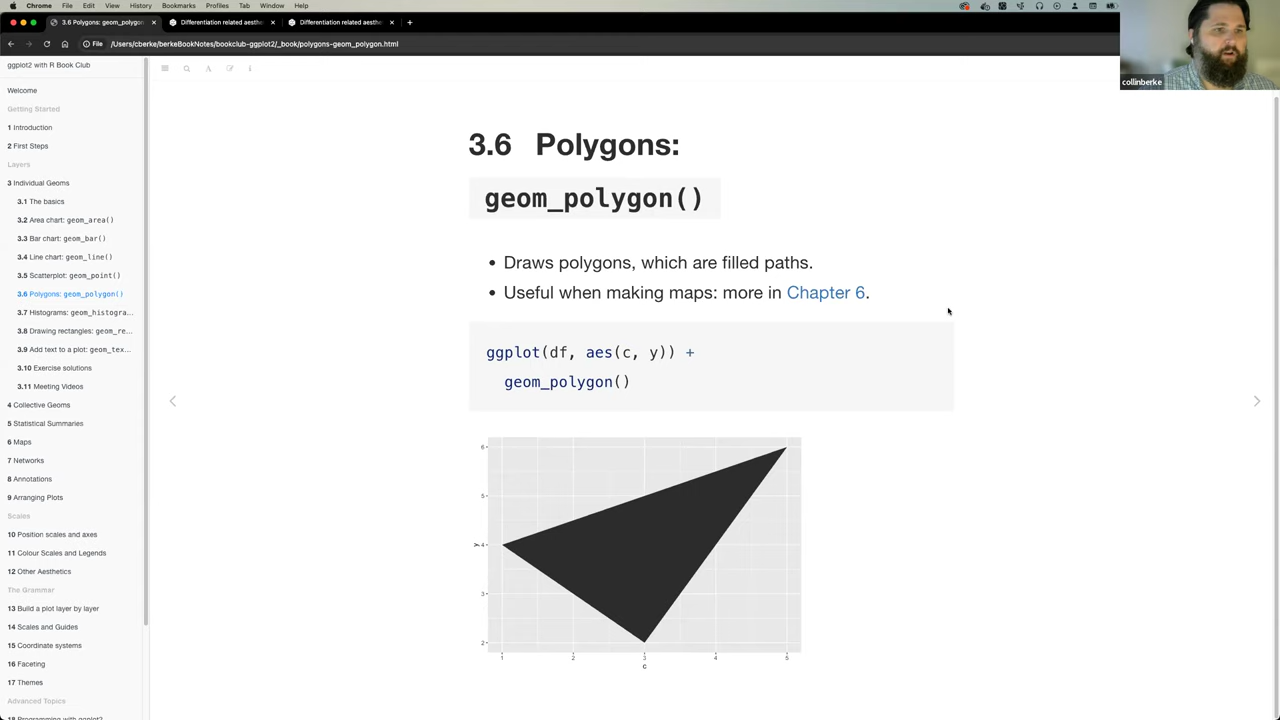 Chrome File Edit View History Bookmarks Profiles Tab Window Help
3.6 Polygons: geom_polygon
Differentiation related aesthe
Differentiation related aesthe
File /Users/cberke/berkeBookNotes/bookclub-ggplot2/_book/polygons-geom_polygon.html
collinberke
ggplot2 with R Book Club
Welcome
Getting Started
1 Introduction
2 First Steps
Layers
3 Individual Geoms
3.1 The basics
3.2 Area chart: geom_area()
3.3 Bar chart: geom_bar()
3.4 Line chart: geom_line()
3.5 Scatterplot: geom_point()
3.6 Polygons: geom_polygon()
3.7 Histograms: geom_histogra...
3.8 Drawing rectangles: geom_re...
3.9 Add text to a plot: geom_tex...
3.10 Exercise solutions
3.11 Meeting Videos
4 Collective Geoms
5 Statistical Summaries
6 Maps
7 Networks
8 Annotations
9 Arranging Plots
Scales
10 Position scales and axes
11 Colour Scales and Legends
12 Other Aesthetics
The Grammar
13 Build a plot layer by layer
14 Scales and Guides
15 Coordinate systems
16 Faceting
17 Themes
Advanced Topics
18 Programming with ggplot2
3.6 Polygons:
geom_polygon()
• Draws polygons, which are filled paths.
• Useful when making maps: more in Chapter 6.
ggplot(df, aes(c, y)) +
geom_polygon()
6
5
4
3
2
y
1 2 3 4 5
c